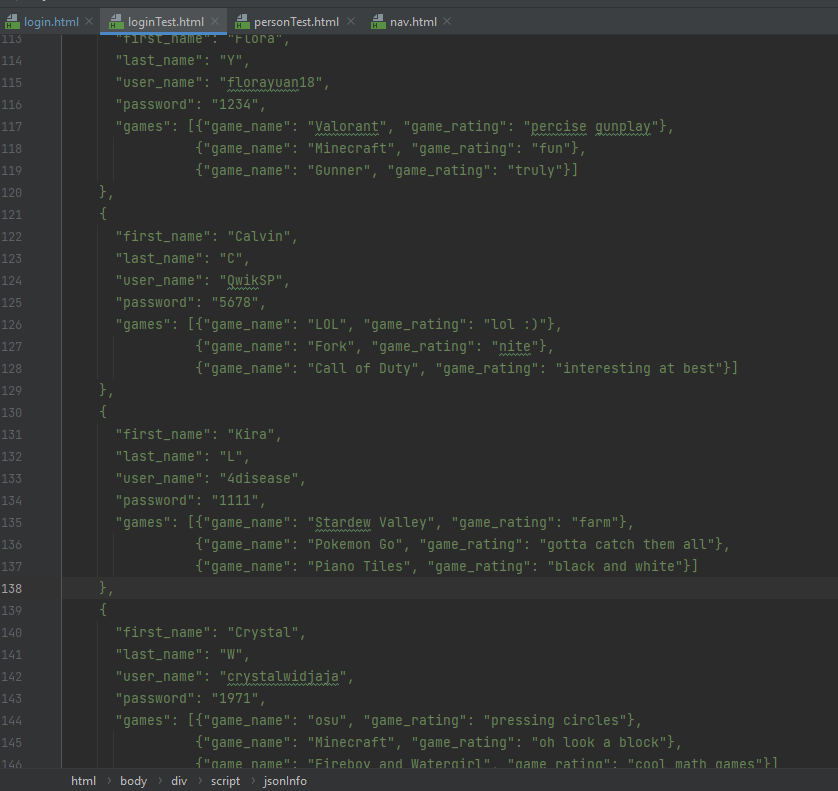 login.html loginTest.html personTest.html nav.html
113 "first_name": "Flora",
114 "last_name": "Y",
115 "user_name": "florayuan18",
116 "password": "1234",
117 "games": [{"game_name": "Valorant", "game_rating": "percise gunplay"},
118 {"game_name": "Minecraft", "game_rating": "fun"},
119 {"game_name": "Gunner", "game_rating": "truly"}]
120 },
121 {
122 "first_name": "Calvin",
123 "last_name": "C",
124 "user_name": "QwikSP",
125 "password": "5678",
126 "games": [{"game_name": "LOL", "game_rating": "lol :)"},
127 {"game_name": "Fork", "game_rating": "nite"},
128 {"game_name": "Call of Duty", "game_rating": "interesting at best"}]
129 },
130 {
131 "first_name": "Kira",
132 "last_name": "L",
133 "user_name": "4disease",
134 "password": "1111",
135 "games": [{"game_name": "Stardew Valley", "game_rating": "farm"},
136 {"game_name": "Pokemon Go", "game_rating": "gotta catch them all"},
137 {"game_name": "Piano Tiles", "game_rating": "black and white"}]
138 },
139 {
140 "first_name": "Crystal",
141 "last_name": "W",
142 "user_name": "crystalwidjaja",
143 "password": "1971",
144 "games": [{"game_name": "osu", "game_rating": "pressing circles"},
145 {"game_name": "Minecraft", "game_rating": "oh look a block"},
146 {"game_name": "Fireboy and Watergirl", "game_rating": "cool math games"}]
html › body › div › script › jsonInfo